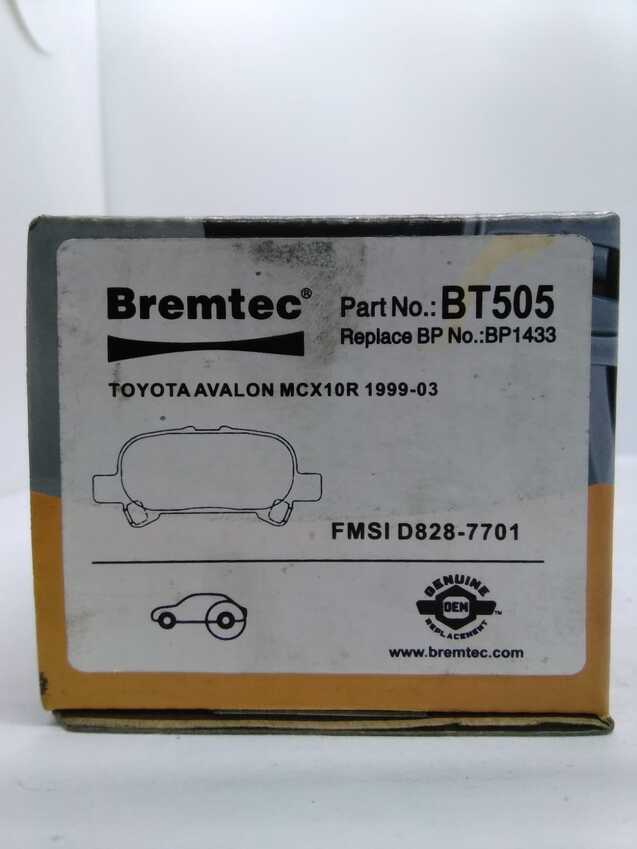 Bremtec®
Part No.: BT505
Replace BP No.:BP1433
TOYOTA AVALON MCX10R 1999-03
FMSI D828-7701
GENUINE
OEM
REPLACEMENT
™
www.bremtec.com